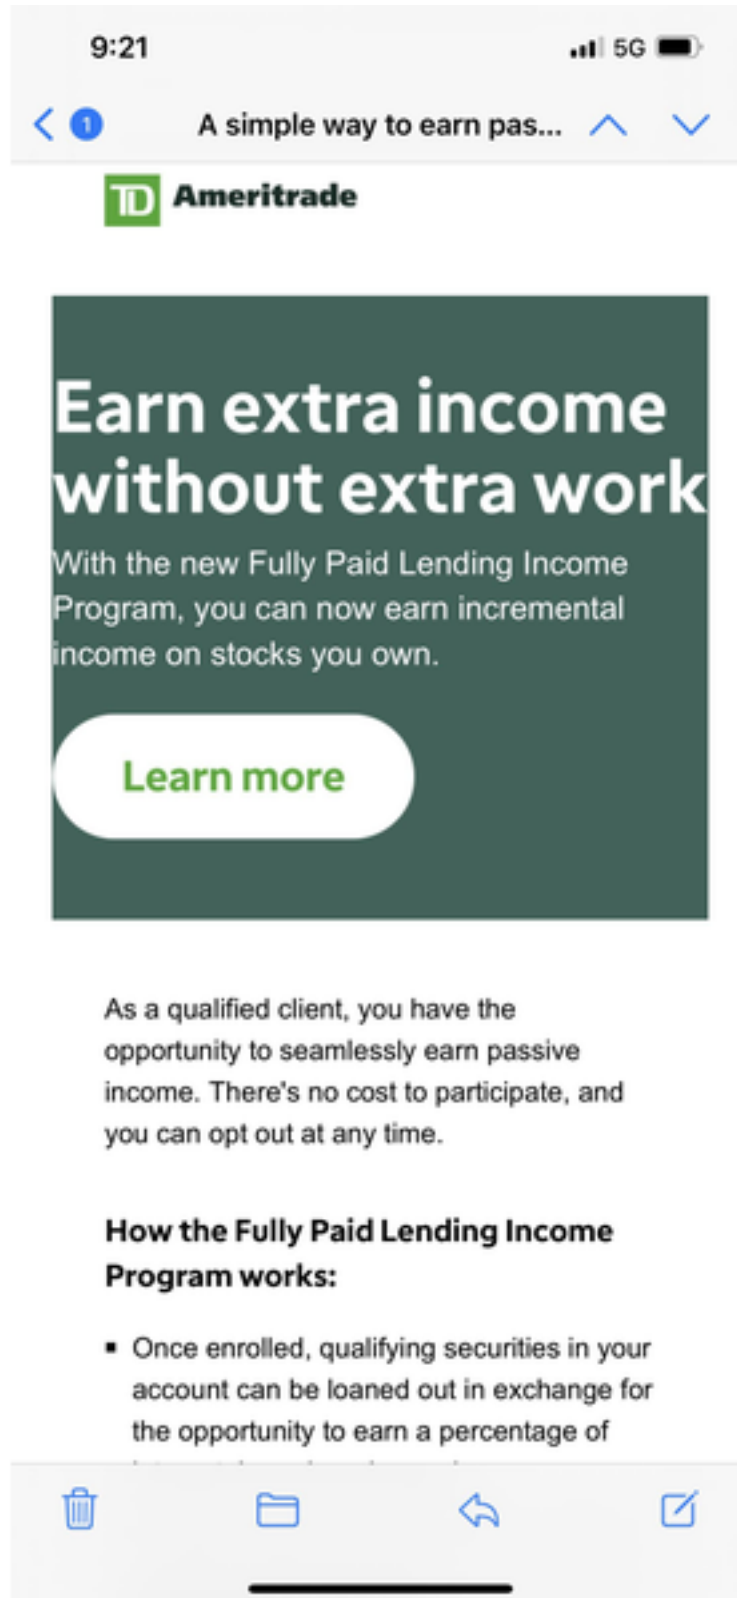 9:21
5G
1
A simple way to earn pas...
TD Ameritrade
Earn extra income
without extra work
With the new Fully Paid Lending Income
Program, you can now earn incremental
income on stocks you own.
Learn more
As a qualified client, you have the
opportunity to seamlessly earn passive
income. There's no cost to participate, and
you can opt out at any time.
How the Fully Paid Lending Income
Program works:
▪ Once enrolled, qualifying securities in your
account can be loaned out in exchange for
the opportunity to earn a percentage of